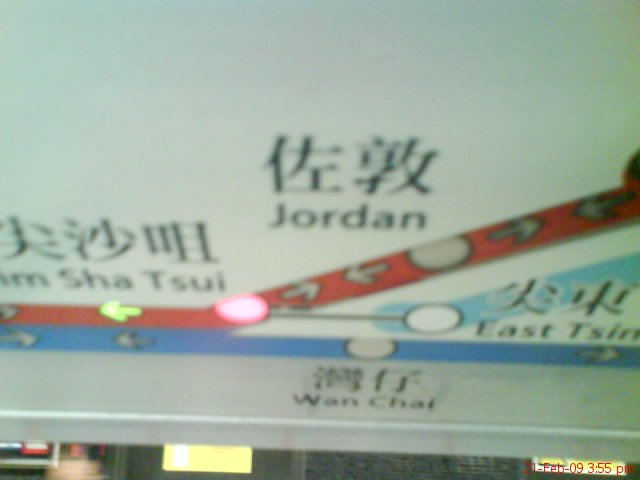 佐敦
Jordan
尖沙咀
im Sha Tsui
尖東
East Tsim
灣仔
Wan Chai
21-Feb-09 3:55 pm